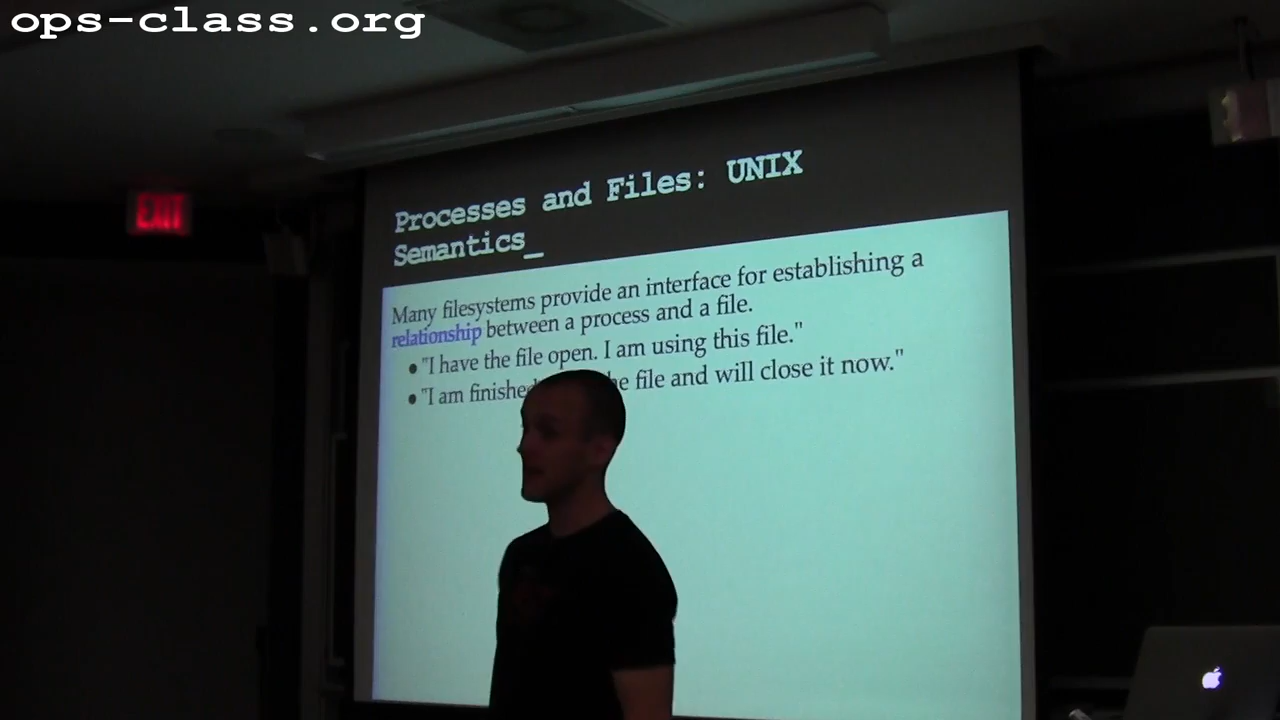 ops-class.org
EXIT
Processes and Files: UNIX
Semantics_
Many filesystems provide an interface for establishing a
relationship between a process and a file.
• "I have the file open. I am using this file."
• "I am finished he file and will close it now."